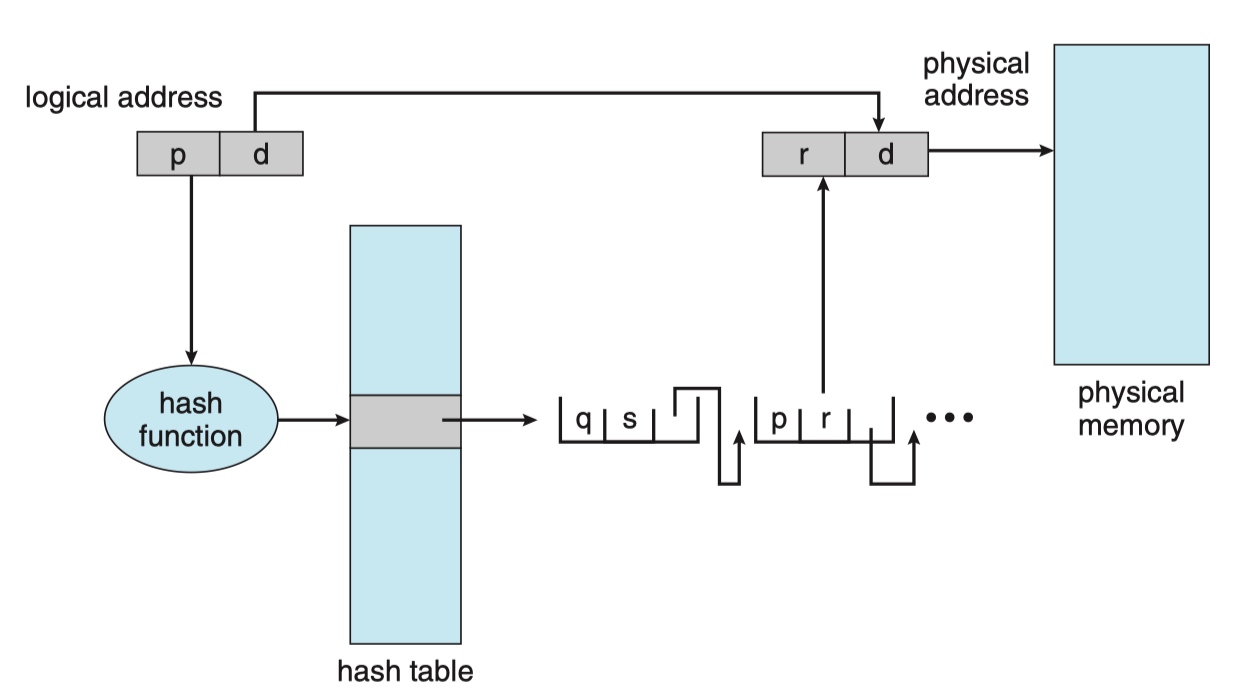 logical address
physical
address
p d
r d
hash
function
q s
p r
•••
physical
memory
hash table